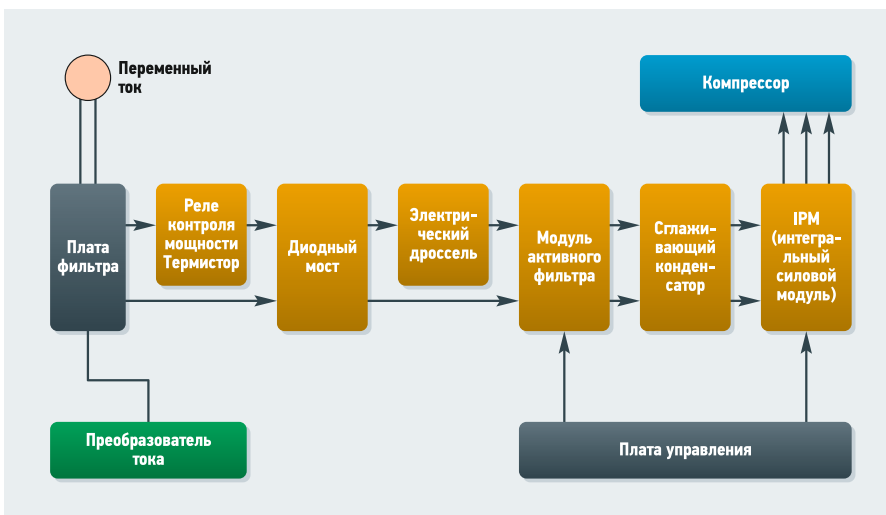 Переменный
ток
Компрессор
Плата
фильтра
Реле
контроля
мощности
Термистор
Диодный
мост
Электри-
ческий
дроссель
Модуль
активного
фильтра
Сглажи-
вающий
конден-
сатор
IPM
(интегра-
льный
силовой
модуль)
Преобразователь
тока
Плата управления